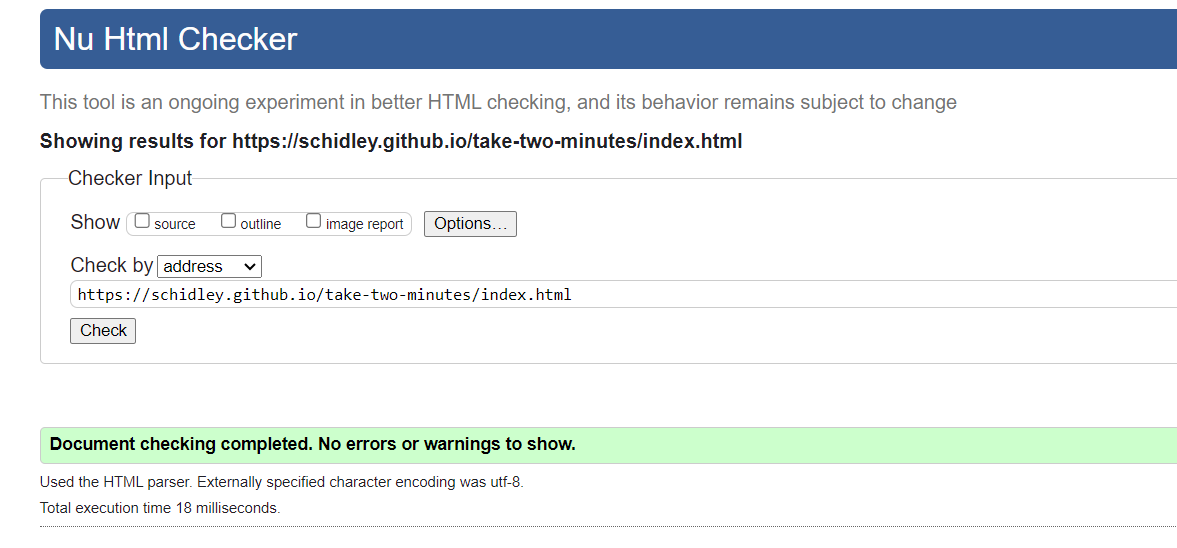 Nu Html Checker
This tool is an ongoing experiment in better HTML checking, and its behavior remains subject to change
Showing results for https://schidley.github.io/take-two-minutes/index.html
Checker Input
Show source outline image report Options...
Check by address
https://schidley.github.io/take-two-minutes/index.html
Check
Document checking completed. No errors or warnings to show.
Used the HTML parser. Externally specified character encoding was utf-8.
Total execution time 18 milliseconds.